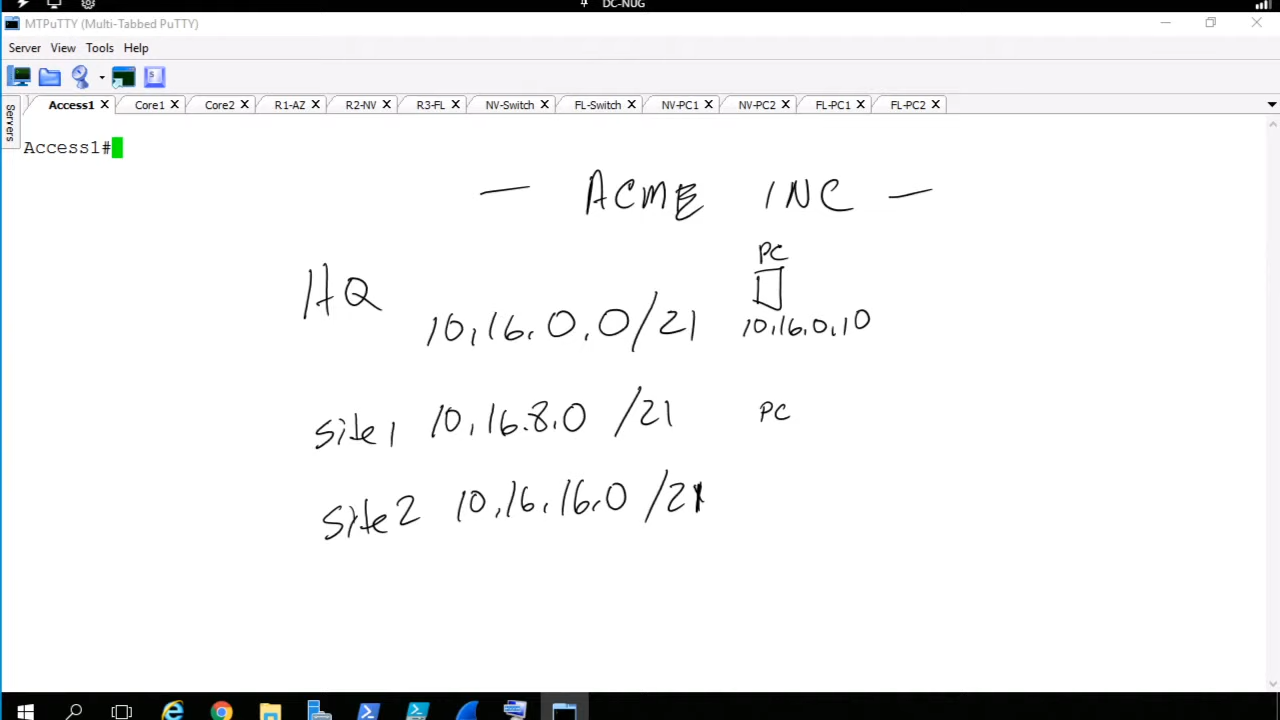 DC-NUG
MTPuTTY (Multi-Tabbed PuTTY)
Server View Tools Help
Access1 Core1 Core2 R1-AZ R2-NV R3-FL NV-Switch FL-Switch NV-PC1 NV-PC2 FL-PC1 FL-PC2
Servers
Access1#
— ACME INC —
PC
HQ
10.16.0.0/21 10.16.0.10
site1 10.16.8.0 /21 PC
site2 10.16.16.0 /21